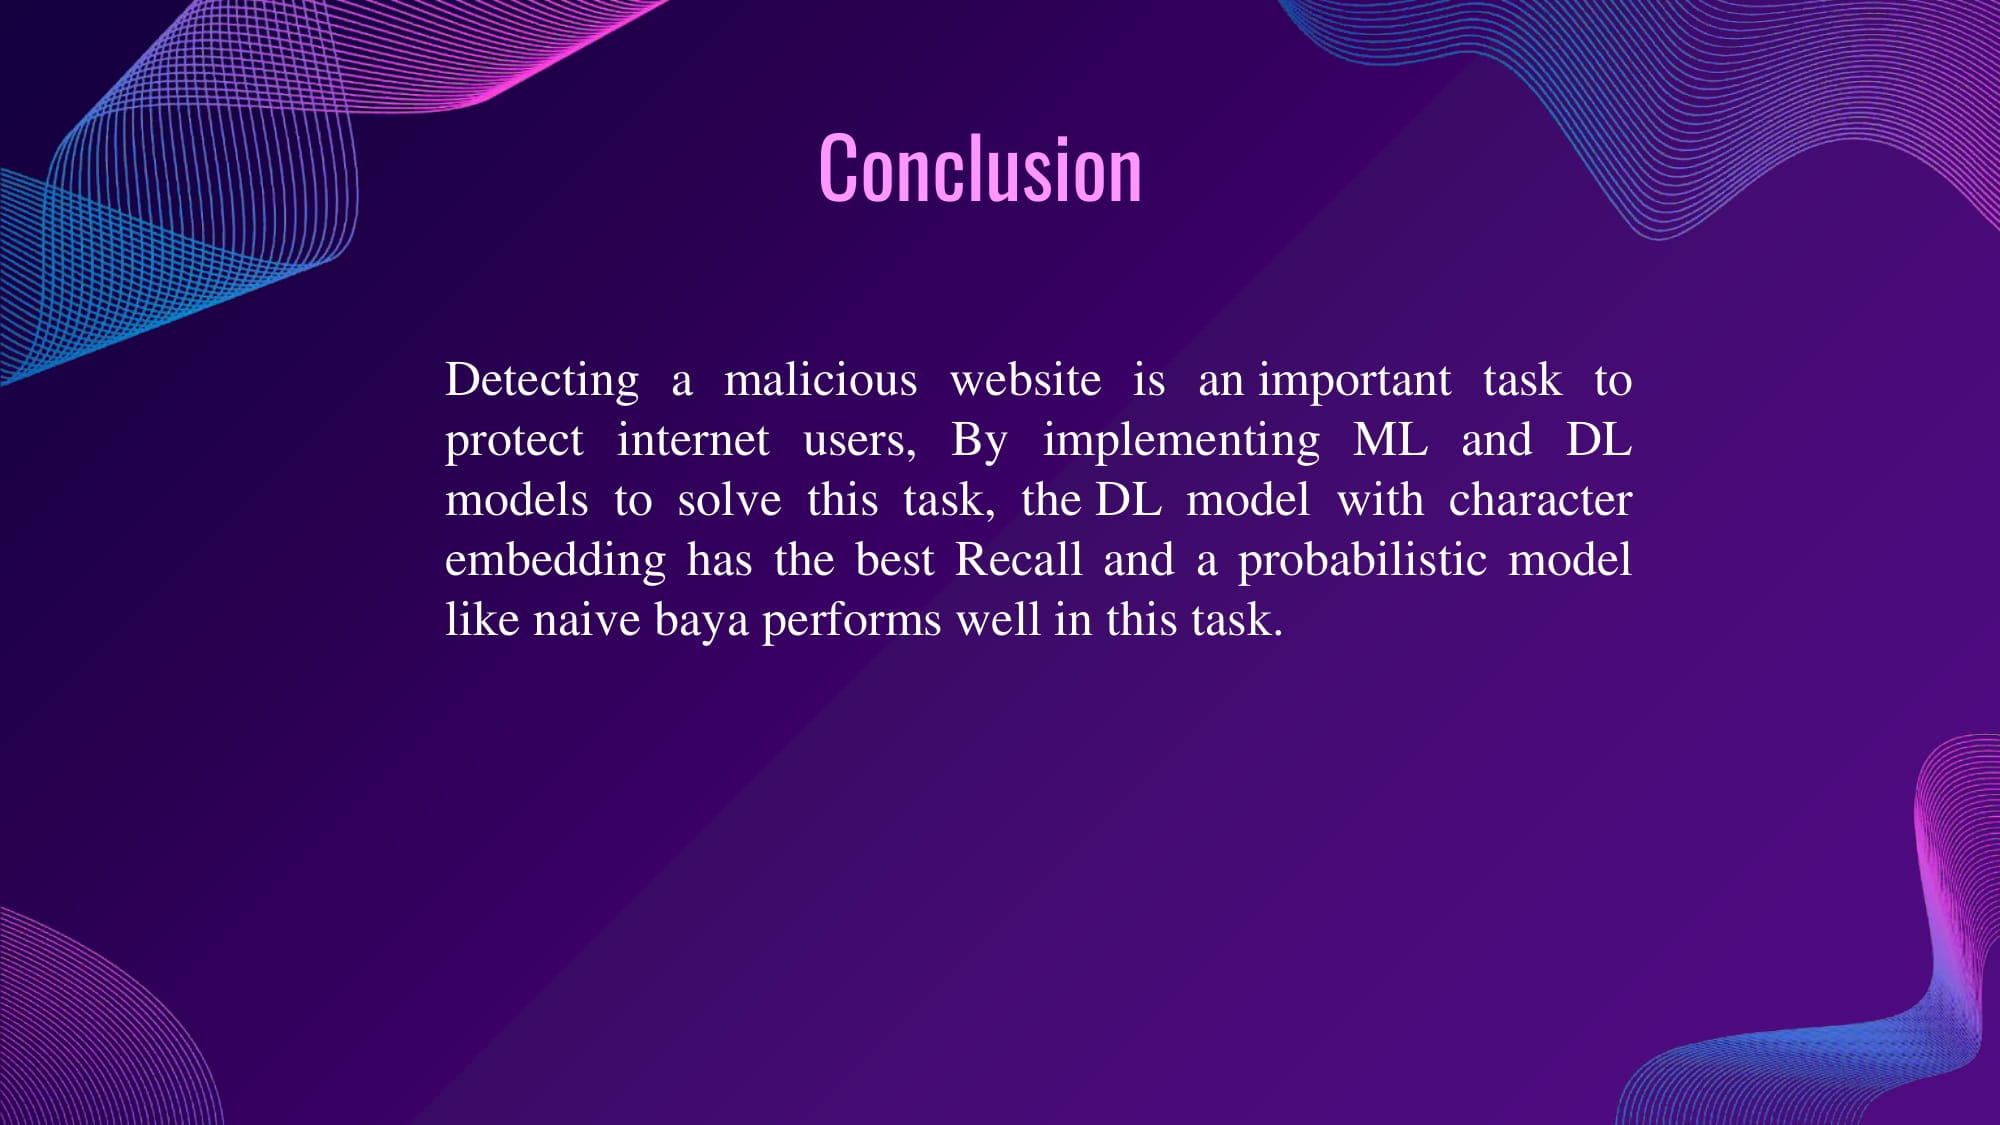 Conclusion
Detecting a malicious website is an important task to
protect internet users, By implementing ML and DL
models to solve this task, the DL model with character
embedding has the best Recall and a probabilistic model
like naive baya performs well in this task.